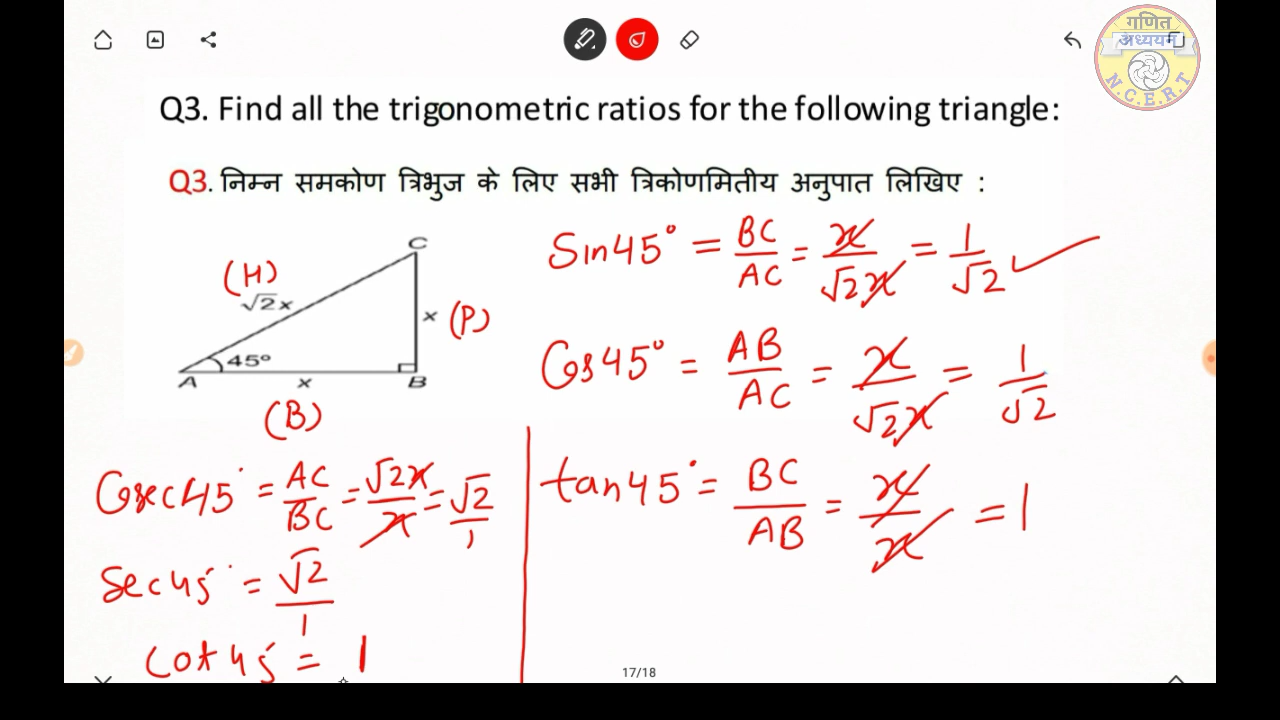 गणित
अध्ययन
N.C.E.R.T
Q3. Find all the trigonometric ratios for the following triangle:
Q3. निम्न समकोण त्रिभुज के लिए सभी त्रिकोणमितीय अनुपात लिखिए :
C
(H)
√2x
x (P)
45°
A x B
(B)
Sin45° = BC/AC = x/√2x = 1/√2 ✓
Cos45° = AB/AC = x/√2x = 1/√2
tan45° = BC/AB = x/x = 1
Cosec45° = AC/BC = √2x/x = √2/1
Sec45° = √2/1
Cot45 = 1
17/18